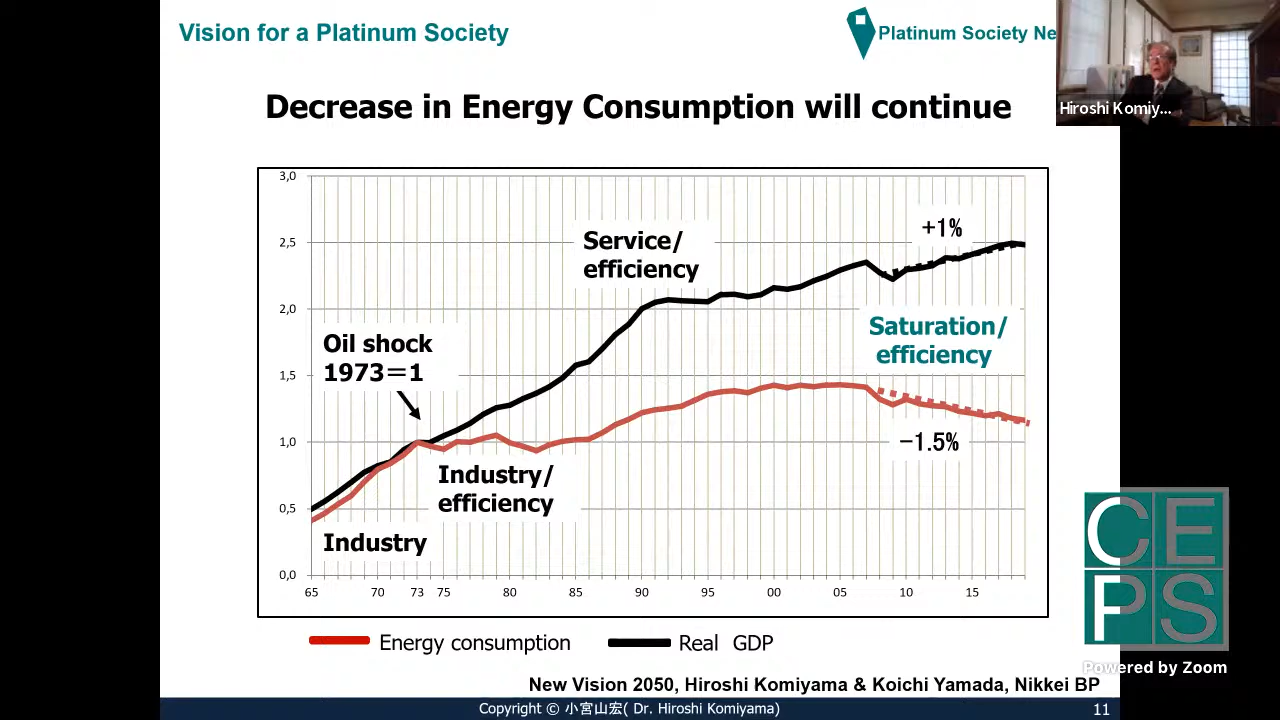 Vision for a Platinum Society
Platinum Society Ne
Hiroshi Komiy...
Decrease in Energy Consumption will continue
3,0
2,5
2,0
1,5
1,0
0,5
0,0
+1%
Service/
efficiency
Saturation/
efficiency
Oil shock
1973＝1
−1.5%
Industry/
efficiency
Industry
65 70 73 75 80 85 90 95 00 05 10 15
Energy consumption Real GDP
CE
PS
Powered by Zoom
New Vision 2050, Hiroshi Komiyama & Koichi Yamada, Nikkei BP
Copyright © 小宮山宏( Dr. Hiroshi Komiyama)
11